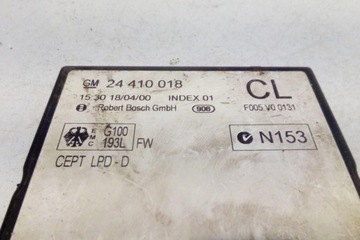 GM 24 410 018 CL
15:30 18/04/00 INDEX 01 F005 V0 0131
Robert Bosch GmbH 906
EMC G100 193L FW N153
CEPT LPD-D